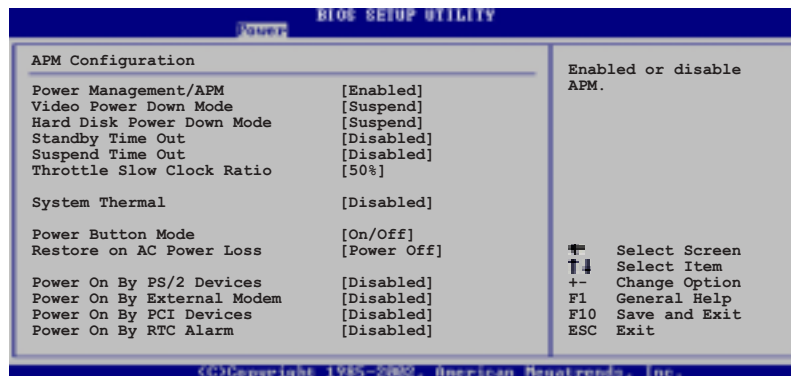 BIOS SETUP UTILITY
Power
APM Configuration
Power Management/APM [Enabled]
Video Power Down Mode [Suspend]
Hard Disk Power Down Mode [Suspend]
Standby Time Out [Disabled]
Suspend Time Out [Disabled]
Throttle Slow Clock Ratio [50%]
System Thermal [Disabled]
Power Button Mode [On/Off]
Restore on AC Power Loss [Power Off]
Power On By PS/2 Devices [Disabled]
Power On By External Modem [Disabled]
Power On By PCI Devices [Disabled]
Power On By RTC Alarm [Disabled]
Enabled or disable
APM.
Select Screen
↑↓ Select Item
+- Change Option
F1 General Help
F10 Save and Exit
ESC Exit
(C)Copyright 1985-2002, American Megatrends, Inc.